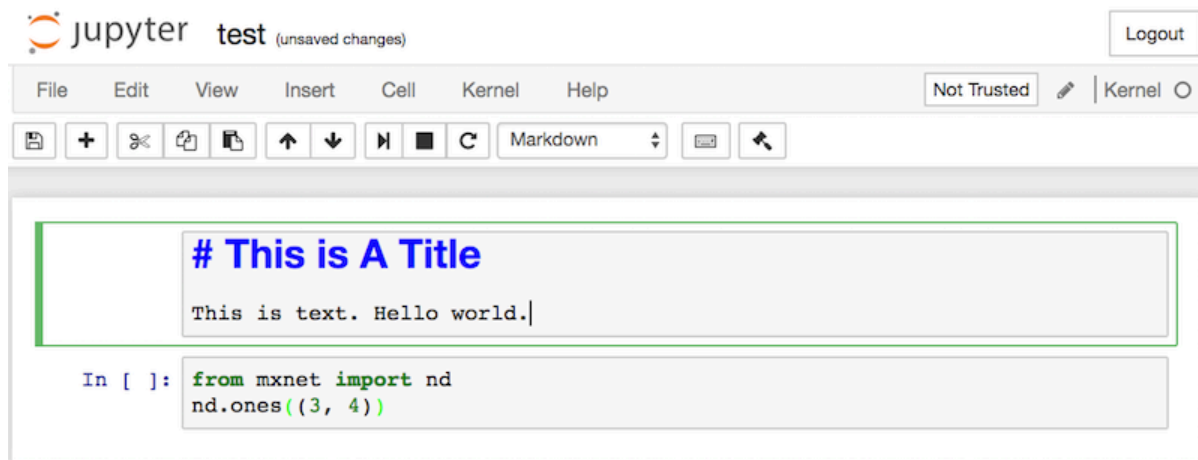 jupyter test (unsaved changes) Logout
File Edit View Insert Cell Kernel Help Not Trusted Kernel
Markdown
# This is A Title
This is text. Hello world.
In [ ]: from mxnet import nd
nd.ones((3, 4))